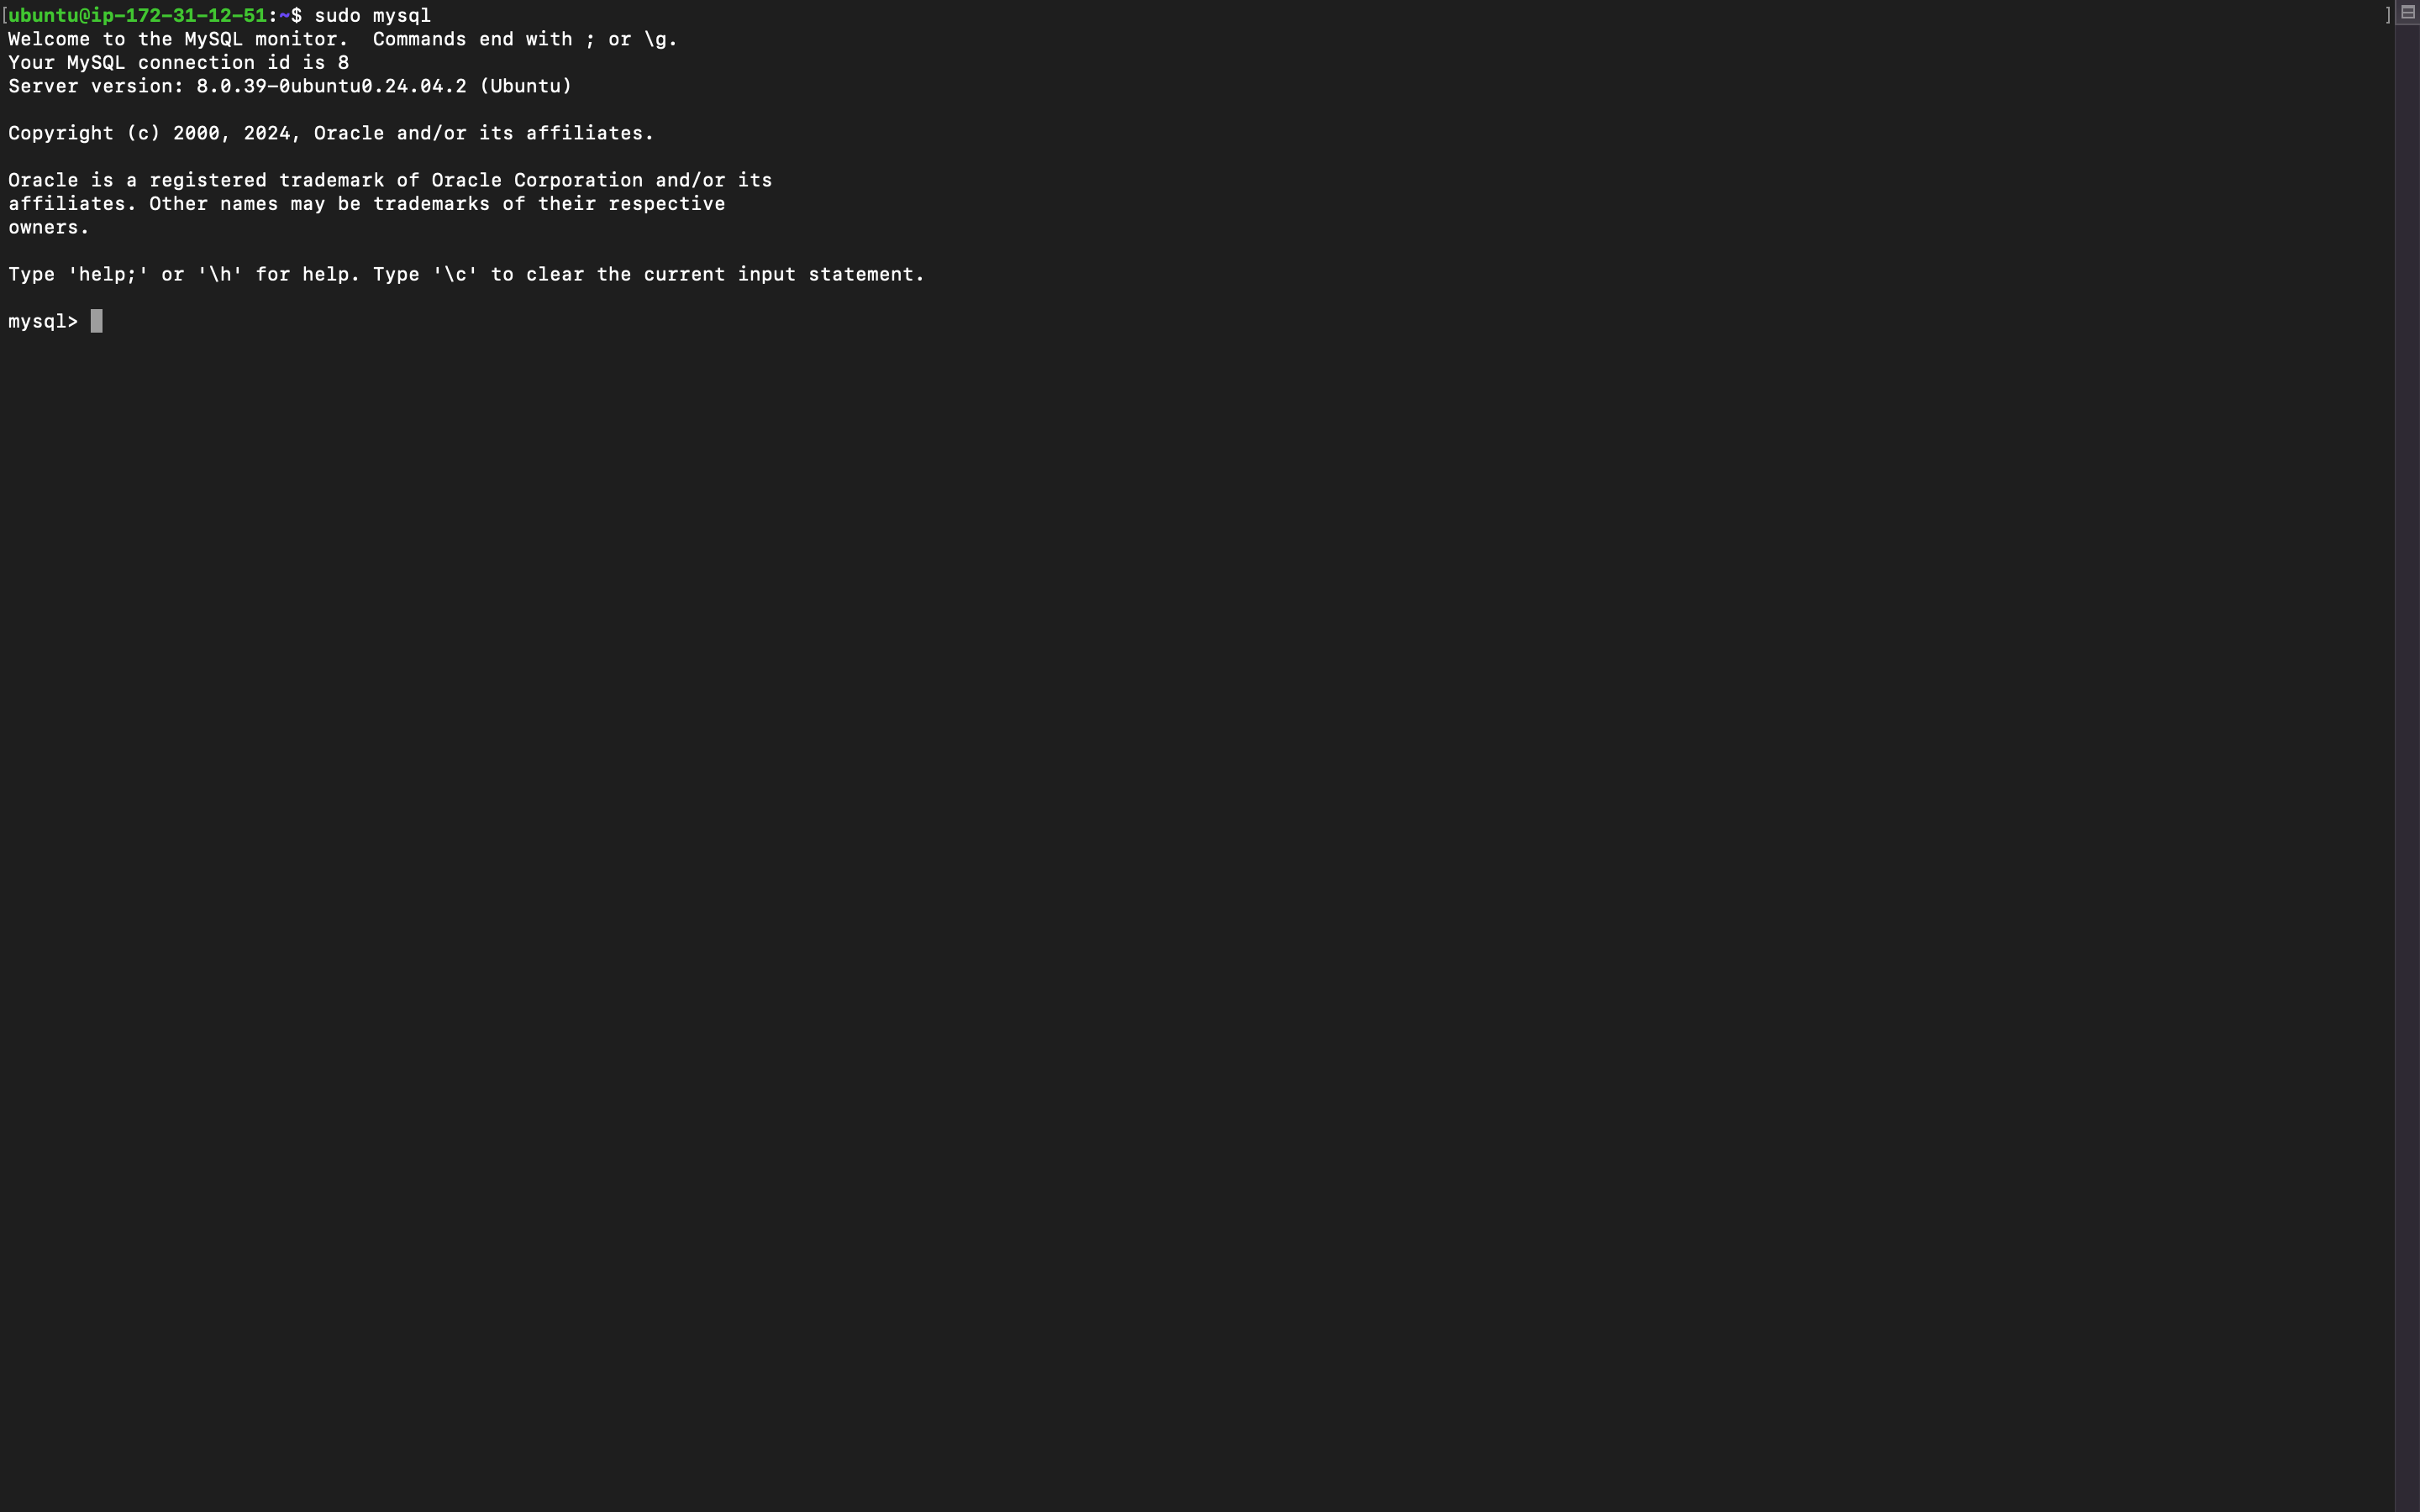 [ubuntu@ip-172-31-12-51:~$ sudo mysql ]
Welcome to the MySQL monitor.  Commands end with ; or \g.
Your MySQL connection id is 8
Server version: 8.0.39-0ubuntu0.24.04.2 (Ubuntu)
Copyright (c) 2000, 2024, Oracle and/or its affiliates.
Oracle is a registered trademark of Oracle Corporation and/or its
affiliates. Other names may be trademarks of their respective
owners.
Type 'help;' or '\h' for help. Type '\c' to clear the current input statement.
mysql>